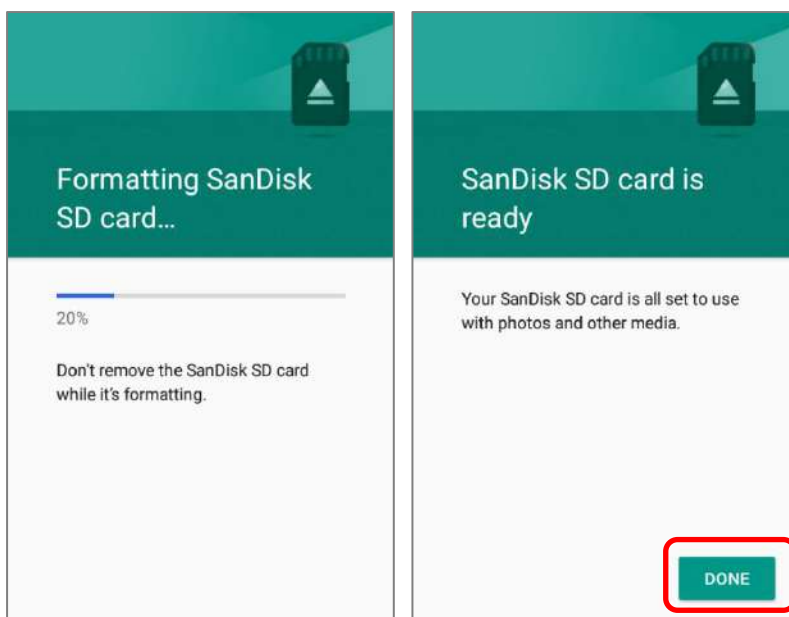 Formatting SanDisk
SD card...
20%
Don't remove the SanDisk SD card
while it's formatting.
SanDisk SD card is
ready
Your SanDisk SD card is all set to use
with photos and other media.
DONE